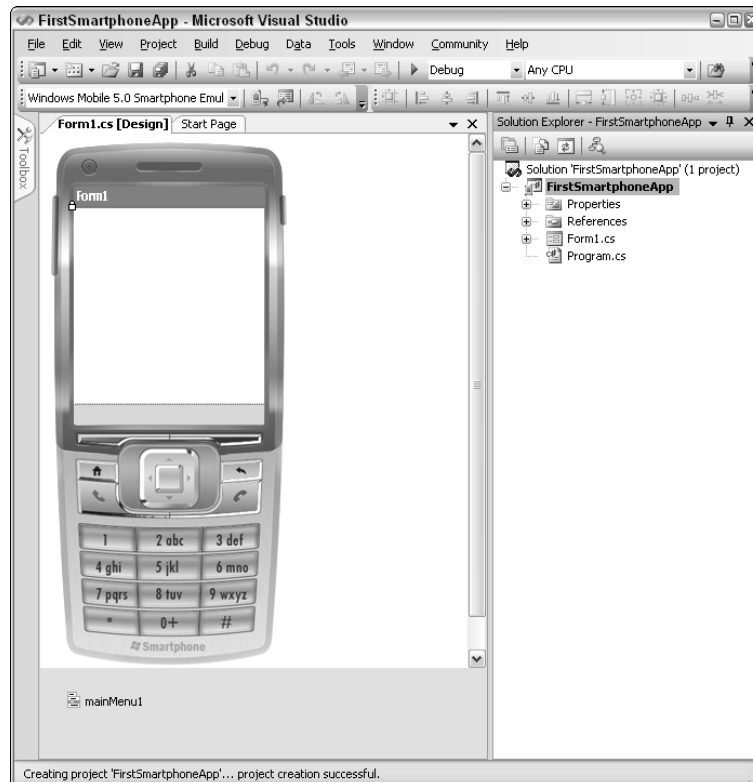 FirstSmartphoneApp - Microsoft Visual Studio
File Edit View Project Build Debug Data Tools Window Community Help
Debug Any CPU
Windows Mobile 5.0 Smartphone Emul
Toolbox
Form1.cs [Design] Start Page
Solution Explorer - FirstSmartphoneApp
Solution 'FirstSmartphoneApp' (1 project)
FirstSmartphoneApp
Properties
References
Form1.cs
Program.cs
Form1
1 2 abc 3 def
4 ghi 5 jkl 6 mno
7 pqrs 8 tuv 9 wxyz
* 0+ #
Smartphone
mainMenu1
Creating project 'FirstSmartphoneApp'... project creation successful.